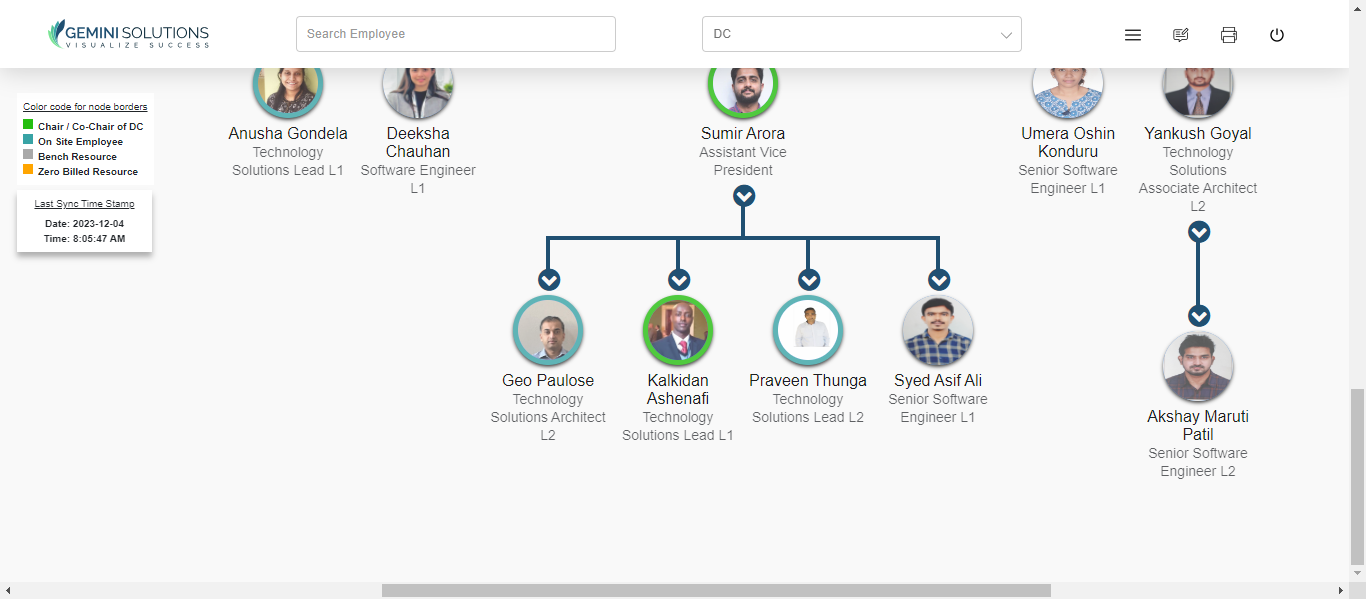 GEMINI SOLUTIONS
VISUALIZE SUCCESS
Search Employee
DC
Color code for node borders
Chair / Co-Chair of DC
On Site Employee
Bench Resource
Zero Billed Resource
Last Sync Time Stamp
Date: 2023-12-04
Time: 8:05:47 AM
Anusha Gondela
Technology
Solutions Lead L1
Deeksha
Chauhan
Software Engineer
L1
Sumir Arora
Assistant Vice
President
Umera Oshin
Konduru
Senior Software
Engineer L1
Yankush Goyal
Technology
Solutions
Associate Architect
L2
Geo Paulose
Technology
Solutions Architect
L2
Kalkidan
Ashenafi
Technology
Solutions Lead L1
Praveen Thunga
Technology
Solutions Lead L2
Syed Asif Ali
Senior Software
Engineer L1
Akshay Maruti
Patil
Senior Software
Engineer L2